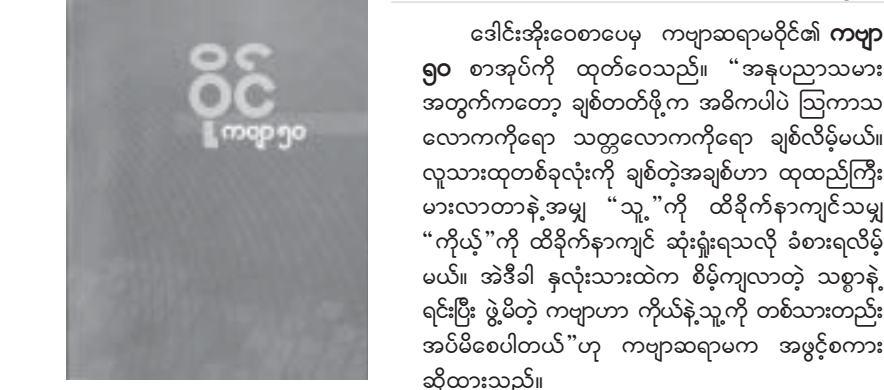 ဝိုင်
ကဗျာ ၅၀
ဒေါင်းအိုးဝေစာပေမှ ကဗျာဆရာမဝိုင်၏ ကဗျာ
၅၀ စာအုပ်ကို ထုတ်ဝေသည်။ “အနုပညာသမား
အတွက်ကတော့ ချစ်တတ်ဖို့က အဓိကပါပဲ ဩကာသ
လောကကိုရော သတ္တလောကကိုရော ချစ်လိမ့်မယ်။
လူသားထုတစ်ခုလုံးကို ချစ်တဲ့အချစ်ဟာ ထုထည်ကြီး
မားလာတာနဲ့အမျှ “သူ့”ကို ထိခိုက်နာကျင်သမျှ
“ကိုယ့်”ကို ထိခိုက်နာကျင် ဆုံးရှုံးရသလို ခံစားရလိမ့်
မယ်။ အဲဒီခါ နှလုံးသားထဲက စိမ့်ကျလာတဲ့ သစ္စာနဲ့
ရင်းပြီး ဖွဲ့မိတဲ့ ကဗျာဟာ ကိုယ်နဲ့သူ့ကို တစ်သားတည်း
အပ်မိစေပါတယ်”ဟု ကဗျာဆရာမက အဖွင့်စကား
ဆိုထားသည်။